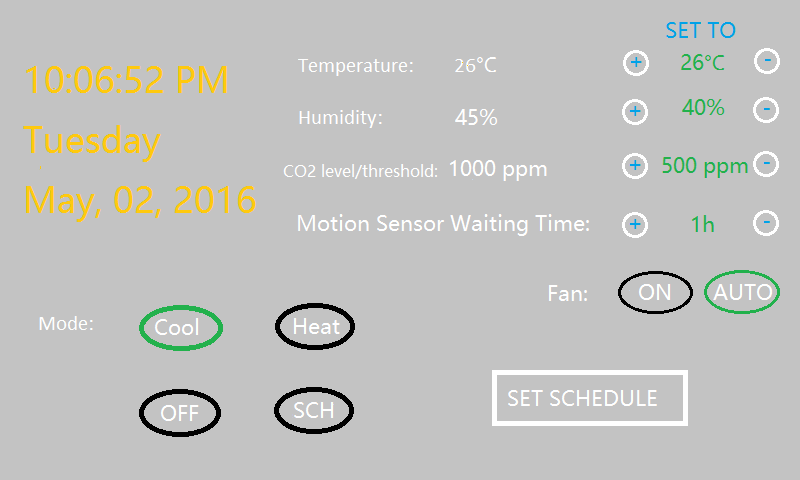 10:06:52 PM
Tuesday
May, 02, 2016
SET TO
Temperature: 26°C + 26°C -
Humidity: 45% + 40% -
CO2 level/threshold: 1000 ppm + 500 ppm -
Motion Sensor Waiting Time: + 1h -
Fan: ON AUTO
Mode: Cool Heat
OFF SCH
SET SCHEDULE